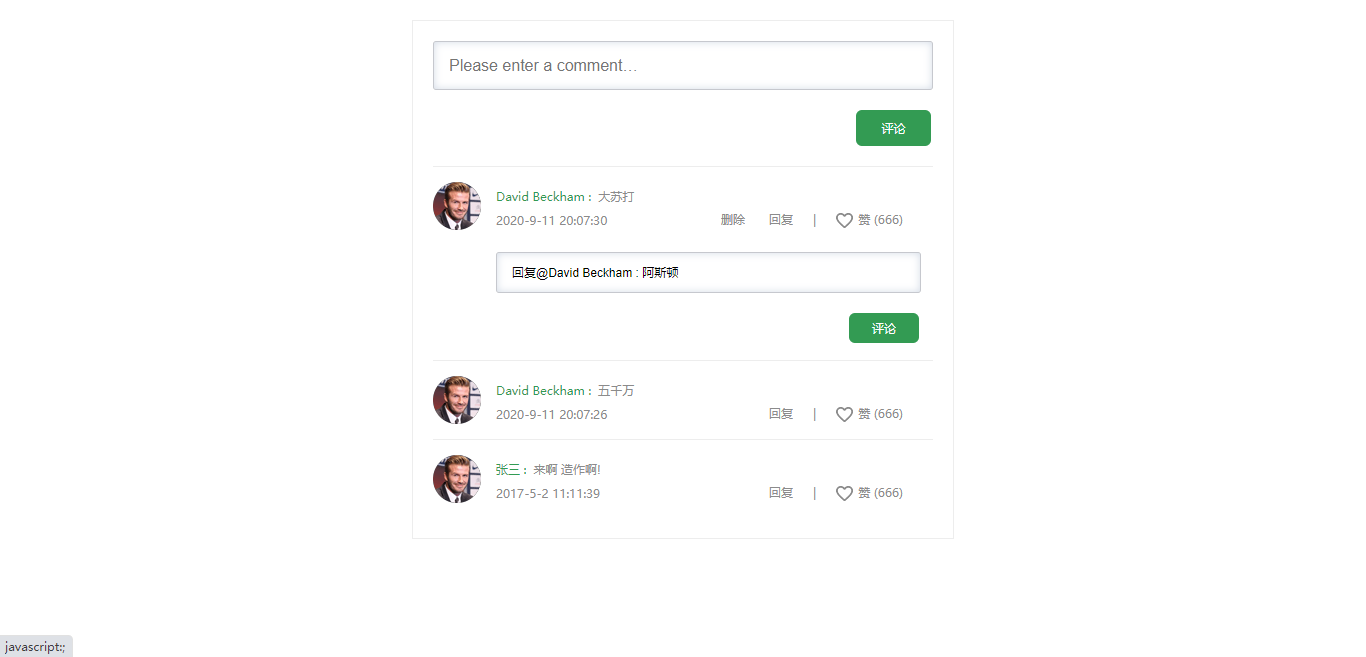 Please enter a comment...
评论
David Beckham : 大苏打
2020-9-11 20:07:30 删除 回复 | 赞 (666)
回复@David Beckham : 阿斯顿
评论
David Beckham : 五千万
2020-9-11 20:07:26 回复 | 赞 (666)
张三 : 来啊 造作啊!
2017-5-2 11:11:39 回复 | 赞 (666)
javascript:;